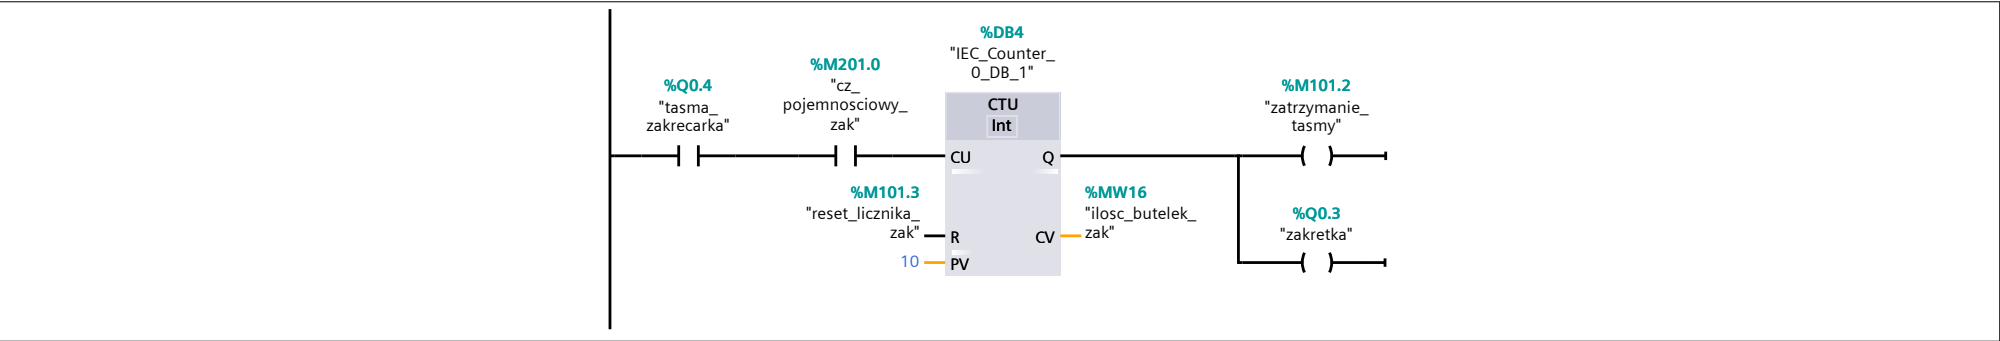 %DB4
"IEC_Counter_
0_DB_1"
%M201.0
"cz_
pojemnosciowy_
zak"
%Q0.4
"tasma_
zakrecarka"
CTU
Int
%M101.2
"zatrzymanie_
tasmy"
CU
Q
%M101.3
"reset_licznika_
zak"
R
10
PV
%MW16
"ilosc_butelek_
zak"
CV
%Q0.3
"zakretka"